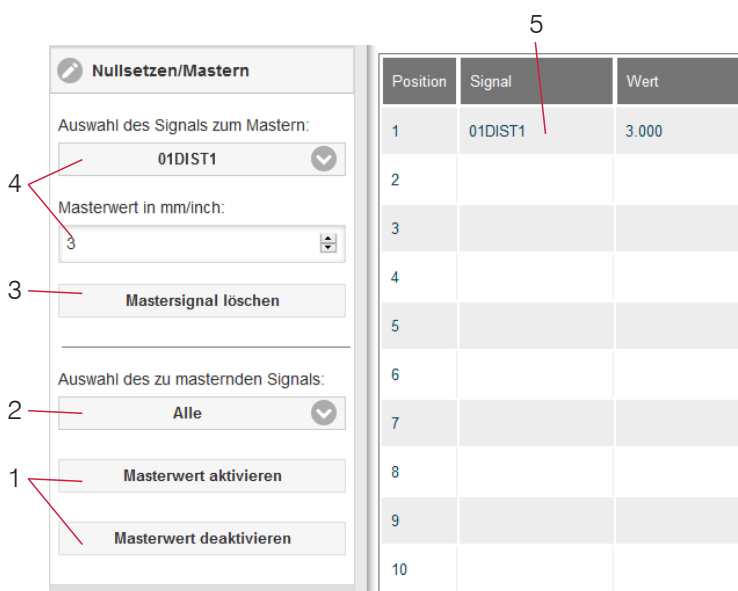 5
Nullsetzen/Mastern
Auswahl des Signals zum Mastern:
01DIST1
4
Masterwert in mm/inch:
3
3
Mastersignal löschen
Auswahl des zu masternden Signals:
2
Alle
1
Masterwert aktivieren
Masterwert deaktivieren
Position Signal Wert
1 01DIST1 3.000
2
3
4
5
6
7
8
9
10